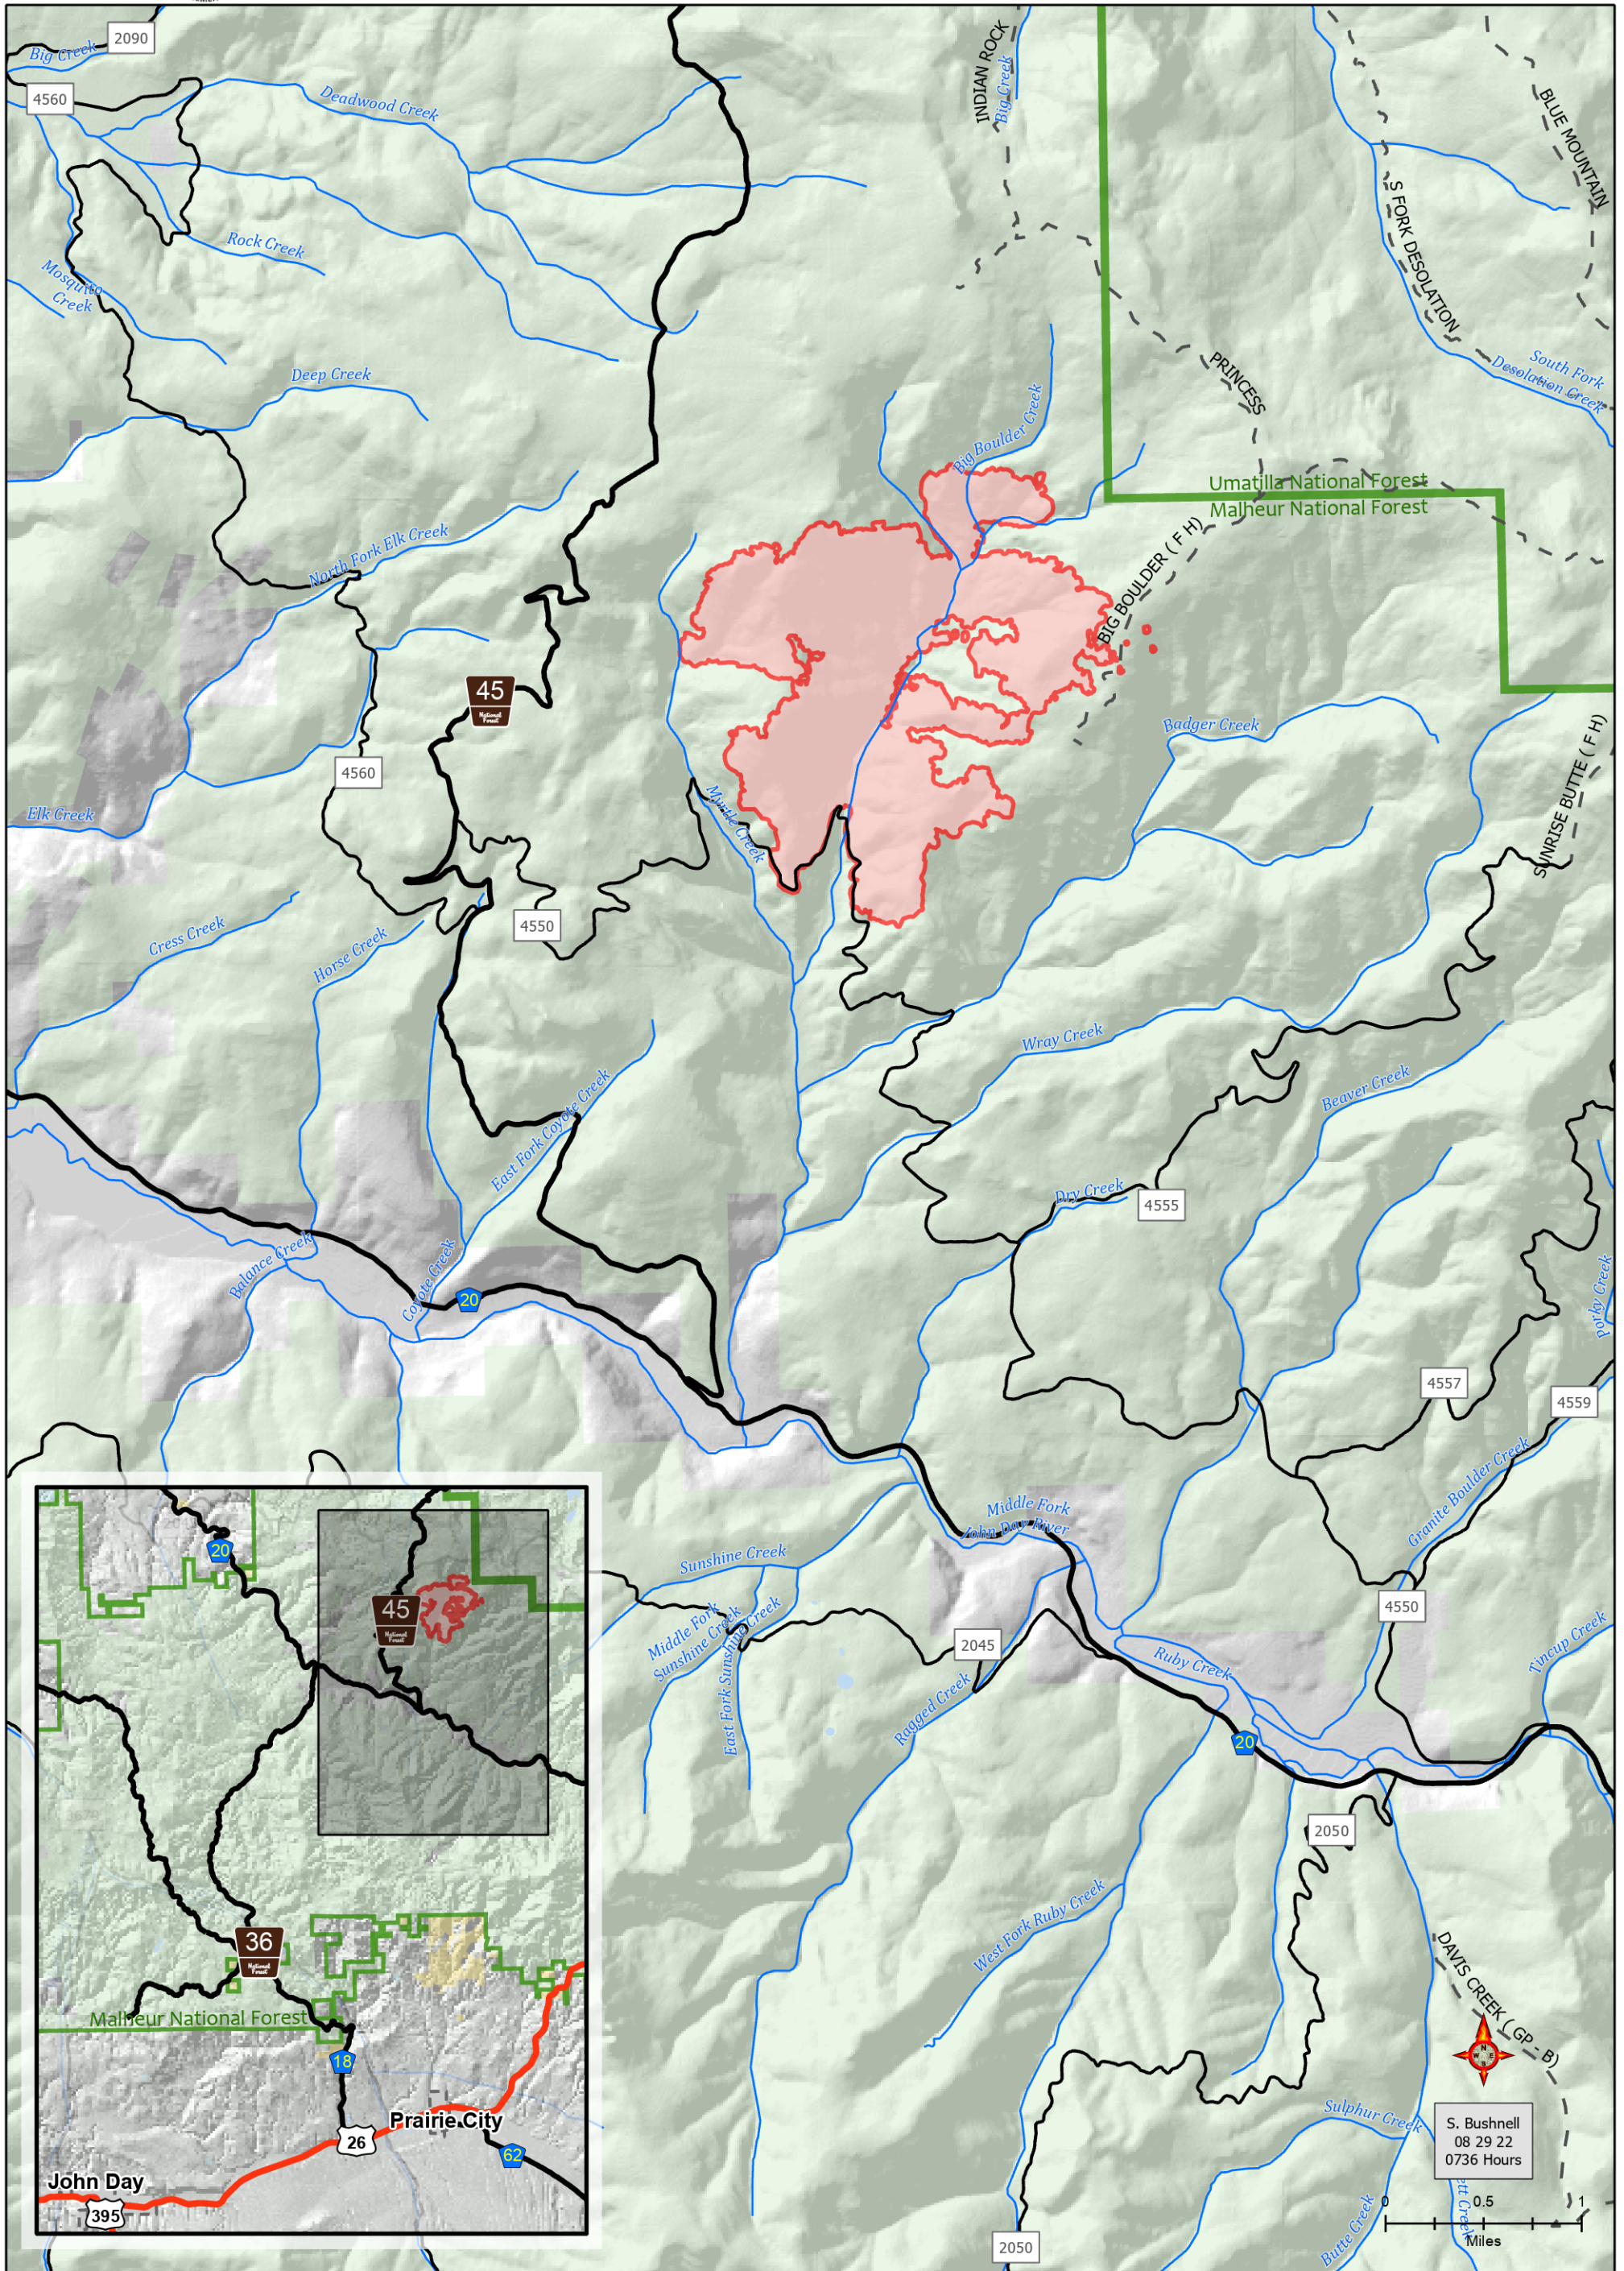 2090
Big Creek
4560
Deadwood Creek
INDIAN ROCK
Big Creek
BLUE MOUNTAIN
S FORK DESOLATION
Rock Creek
Mosquito
Creek
Deep Creek
PRINCESS
South Fork
Desolation Creek
Big Boulder Creek
Umatilla National Forest
Malheur National Forest
North Fork Elk Creek
BIG BOULDER ( F H)
45
National
Forest
4560
Badger Creek
SUNRISE BUTTE ( F H)
Elk Creek
Myrtle Creek
4550
Cress Creek
Horse Creek
Wray Creek
Beaver Creek
East Fork Coyote Creek
Dry Creek
4555
Balance Creek
Coyote Creek
20
Porky Creek
4557
4559
Granite Boulder Creek
Middle Fork
John Day River
Sunshine Creek
Middle Fork
Sunshine Creek
East Fork Sunshine Creek
2045
Ragged Creek
4550
Ruby Creek
Tincup Creek
20
2050
West Fork Ruby Creek
DAVIS CREEK ( GP - B)
N
W E
S
Sulphur Creek
S. Bushnell
08 29 22
0736 Hours
Butte Creek
0 0.5 1
Miles
2050
20
45
National
Forest
36
National
Forest
Malheur National Forest
18
Prairie City
26
62
John Day
395